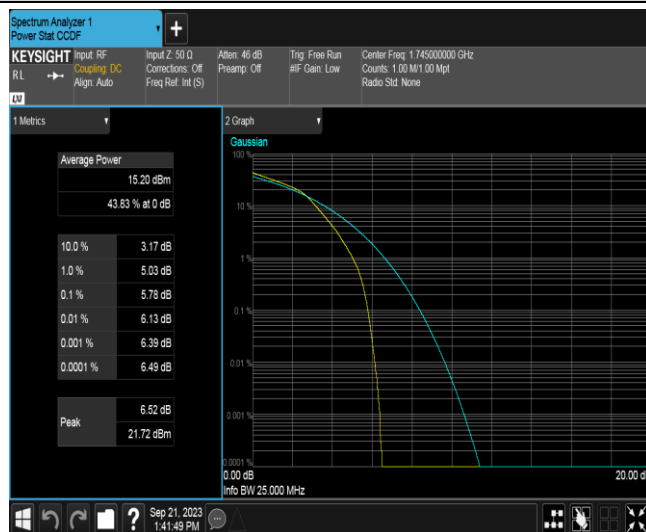 Spectrum Analyzer 1
Power Stat CCDF
+
KEYSIGHT
RL
LXI
Input: RF
Coupling: DC
Align: Auto
Input Z: 50 Ω
Corrections: Off
Freq Ref: Int (S)
Atten: 46 dB
Preamp: Off
Trig: Free Run
#IF Gain: Low
Center Freq: 1.745000000 GHz
Counts: 1.00 M/1.00 Mpt
Radio Std: None
1 Metrics
Average Power
15.20 dBm
43.83 % at 0 dB
10.0 % 3.17 dB
1.0 % 5.03 dB
0.1 % 5.78 dB
0.01 % 6.13 dB
0.001 % 6.39 dB
0.0001 % 6.49 dB
Peak
6.52 dB
21.72 dBm
2 Graph
Gaussian
100 %
10 %
1 %
0.1 %
0.01 %
0.001 %
0.0001 %
0.00 dB
20.00 d
Info BW 25.000 MHz
?
Sep 21, 2023
1:41:49 PM